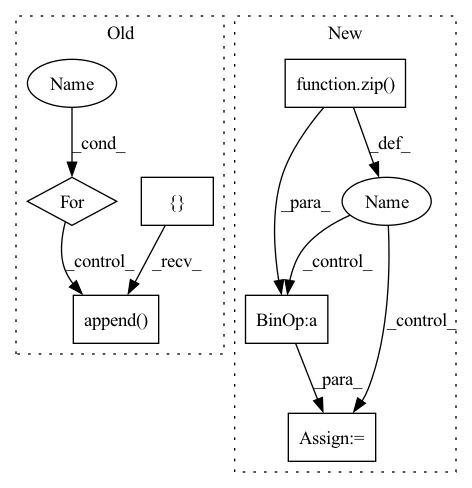 Old
New
Name
function.zip()
_cond_
_def_
For
{}
_para_
Name
_control_
_recv_
_control_
append()
BinOp:a
_control_
_para_
Assign:=